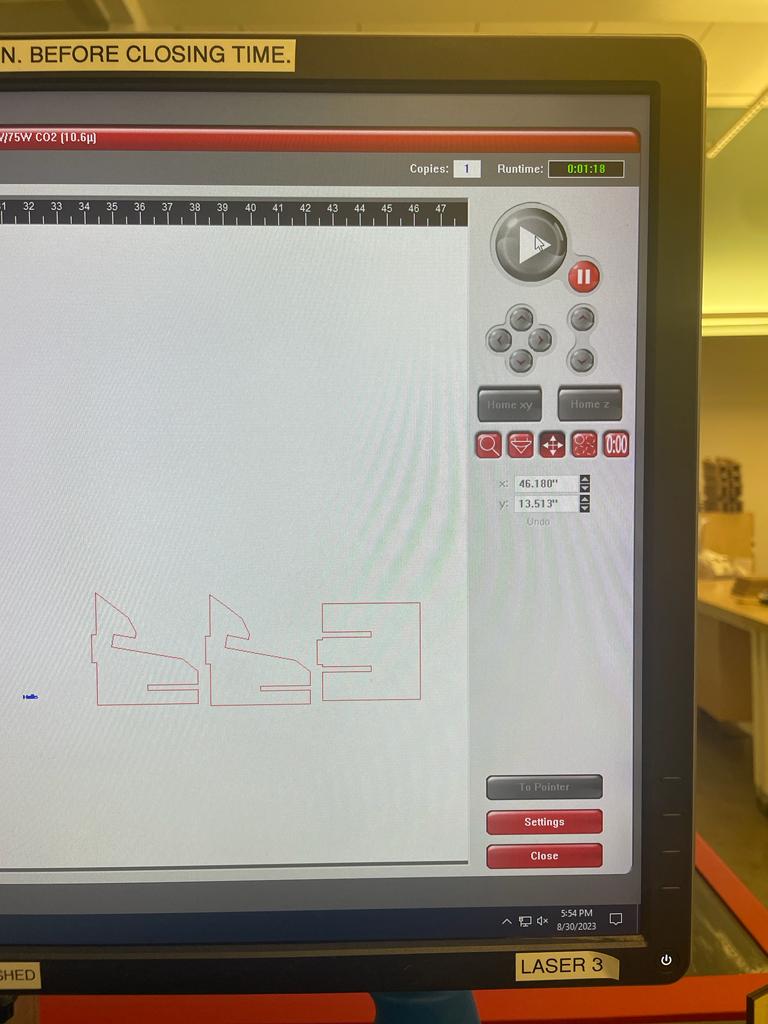 N. BEFORE CLOSING TIME.
/75W CO2 (10.6µ)
Copies: 1 Runtime: 0:01:18
32 33 34 35 36 37 38 39 40 41 42 43 44 45 46 47
Home xy Home z
0:00
x: 46.180"
y: 13.513"
Undo
Hello
To Pointer
Settings
Close
5:54 PM
8/30/2023
SHED
LASER 3